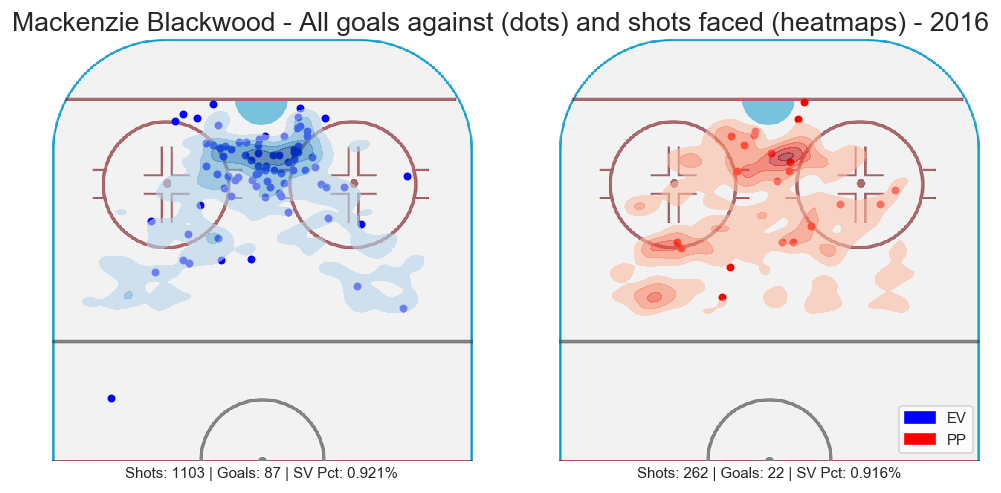 Mackenzie Blackwood - All goals against (dots) and shots faced (heatmaps) - 2016
EV
PP
Shots: 1103 | Goals: 87 | SV Pct: 0.921%
Shots: 262 | Goals: 22 | SV Pct: 0.916%